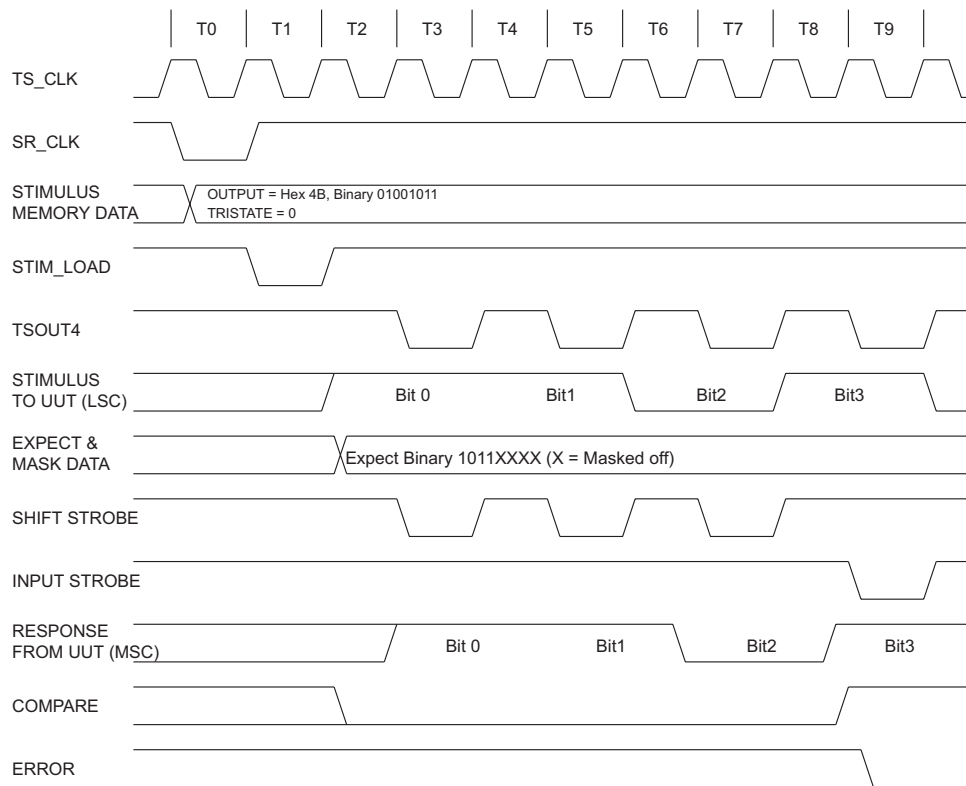 T0 T1 T2 T3 T4 T5 T6 T7 T8 T9
TS_CLK
SR_CLK
STIMULUS
MEMORY DATA
OUTPUT = Hex 4B, Binary 01001011
TRISTATE = 0
STIM_LOAD
TSOUT4
STIMULUS
TO UUT (LSC)
Bit 0 Bit1 Bit2 Bit3
EXPECT &
MASK DATA
Expect Binary 1011XXXX (X = Masked off)
SHIFT STROBE
INPUT STROBE
RESPONSE
FROM UUT (MSC)
Bit 0 Bit1 Bit2 Bit3
COMPARE
ERROR